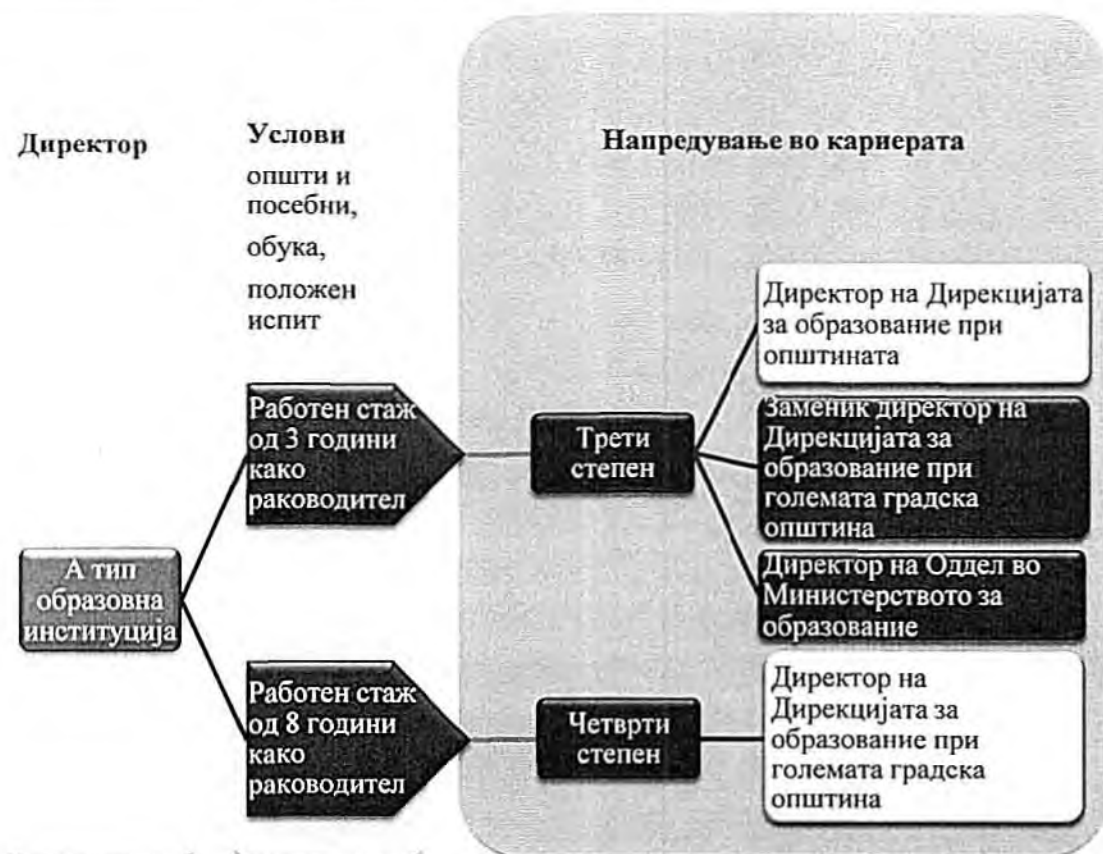 Директор
Услови
општи и
посебни,
обука,
положен
испит
Напредување во кариерата
А тип
образовна
институција
Работен стаж
од 3 години
како
раководител
Трети
степен
Директор на Дирекцијата
за образование при
општината
Заменик директор на
Дирекцијата за
образование при
големата градска
општина
Директор на Оддел во
Министерството за
образование
Работен стаж
од 8 години
како
раководител
Четврти
степен
Директор на
Дирекцијата за
образование при
големата градска
општина